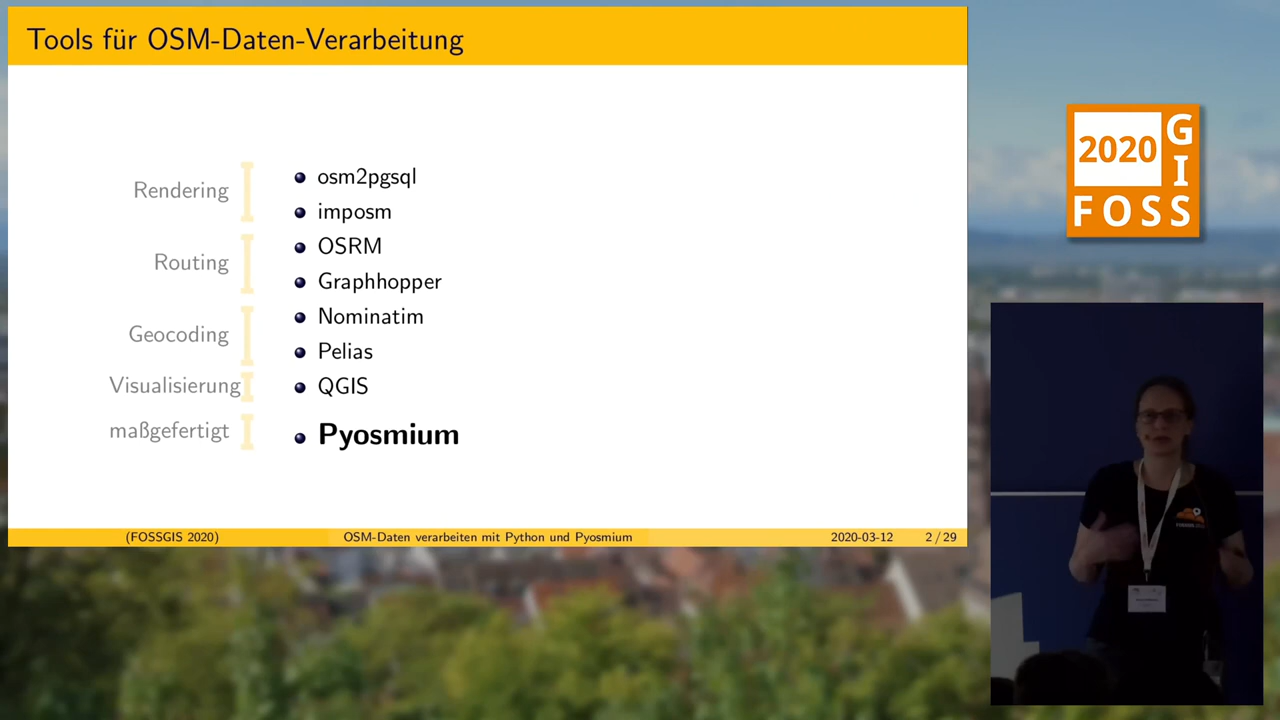 Tools für OSM-Daten-Verarbeitung
Rendering
osm2pgsql
imposm
Routing
OSRM
Graphhopper
Geocoding
Nominatim
Pelias
Visualisierung
QGIS
maßgefertigt
Pyosmium
(FOSSGIS 2020)
OSM-Daten verarbeiten mit Python und Pyosmium
2020-03-12
2 / 29
2020
GIS
FOSS